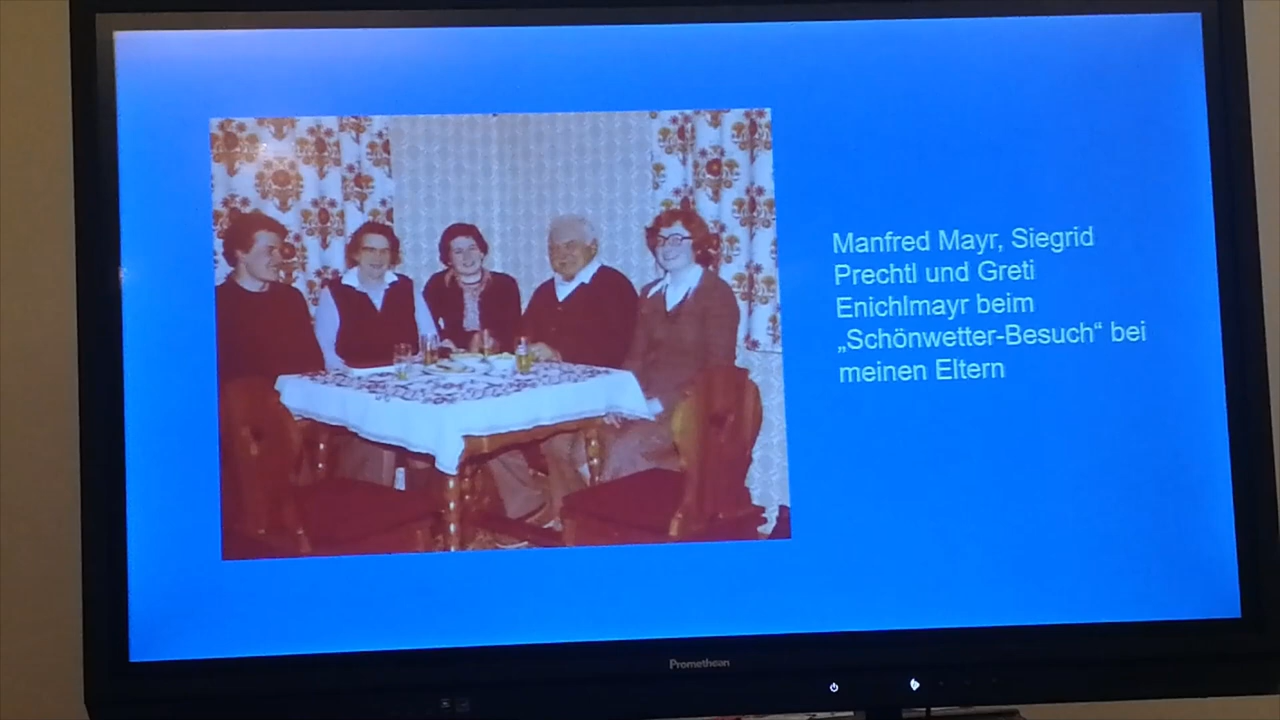 Manfred Mayr, Siegrid
Prechtl und Greti
Enichlmayr beim
„Schönwetter-Besuch“ bei
meinen Eltern
Promethean